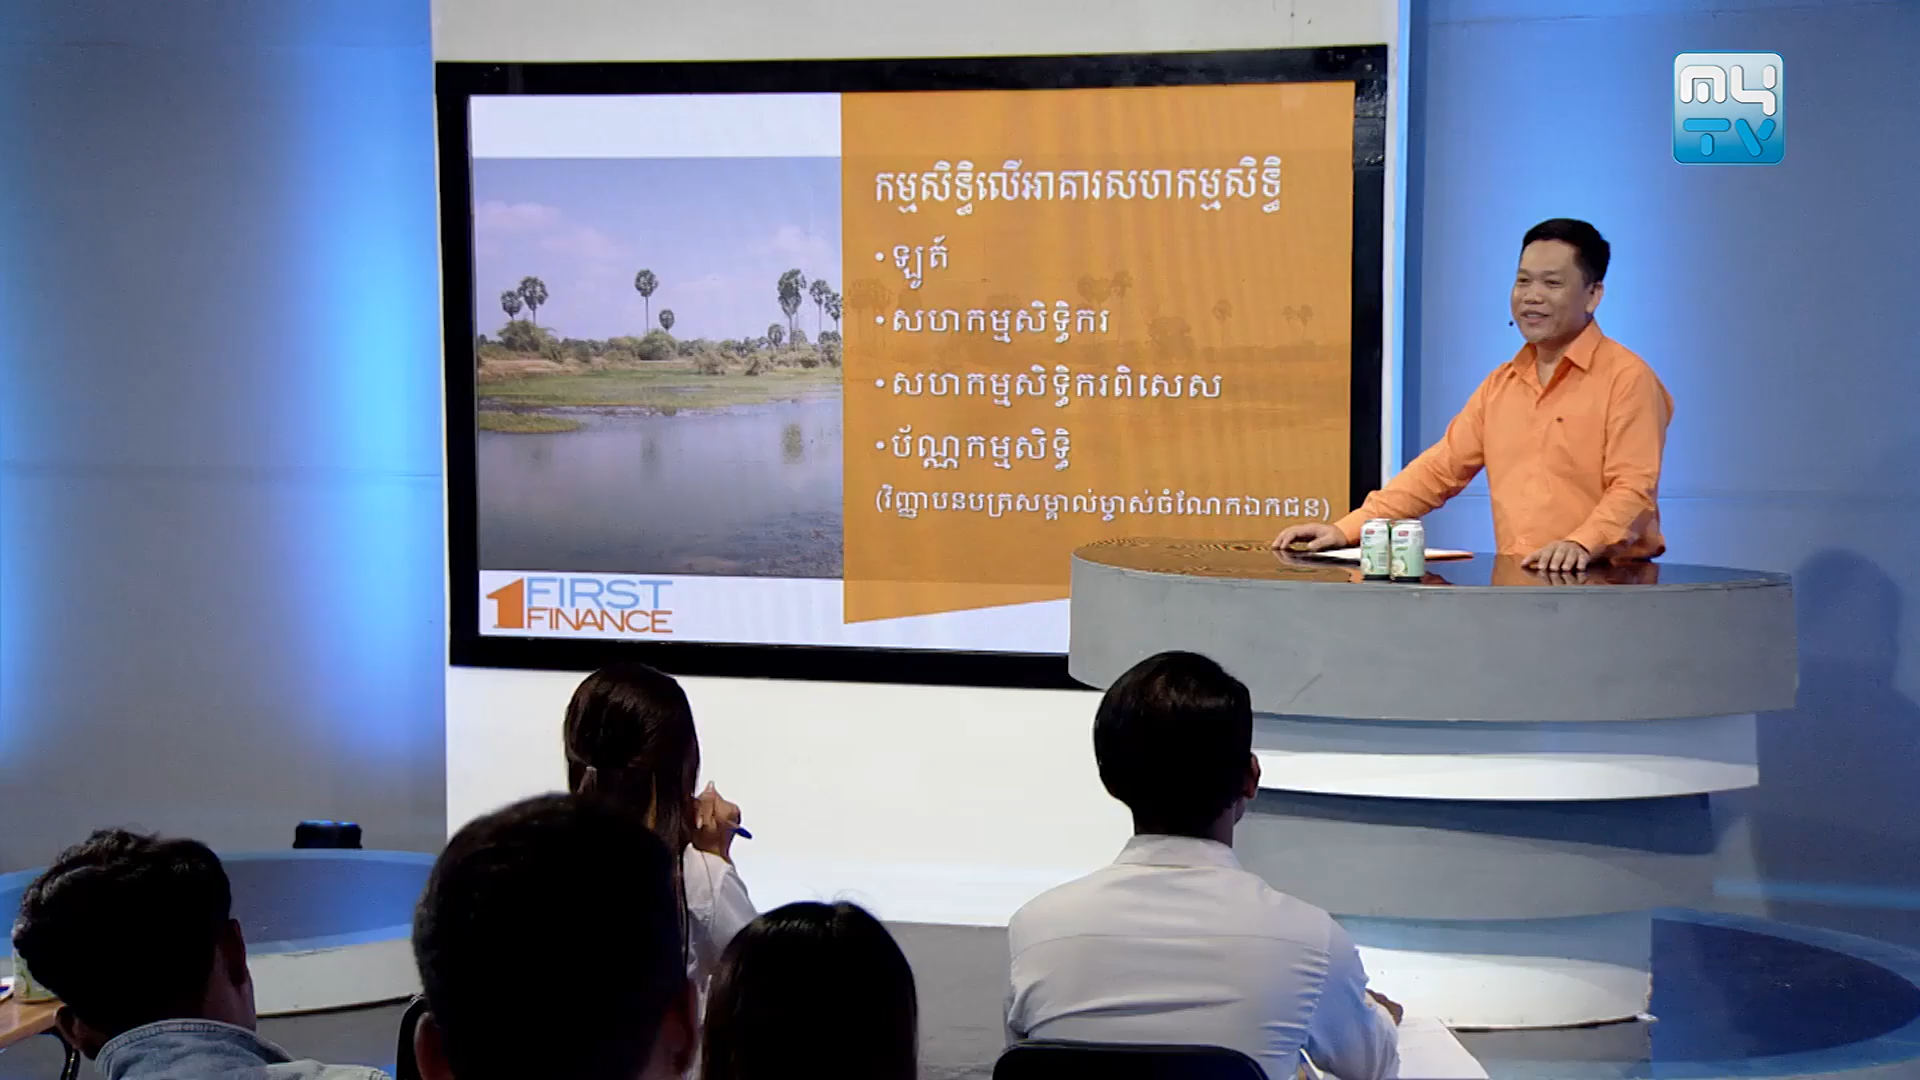 MYTV
កម្មសិទ្ធិលើអាគារសហកម្មសិទ្ធិ
• ឡូត៍
• សហកម្មសិទ្ធិករ
• សហកម្មសិទ្ធិករពិសេស
• ប័ណ្ណកម្មសិទ្ធិ
(វិញ្ញាបនបត្រសម្គាល់ម្ចាស់ចំណែកឯកជន)
1 FIRST
FINANCE